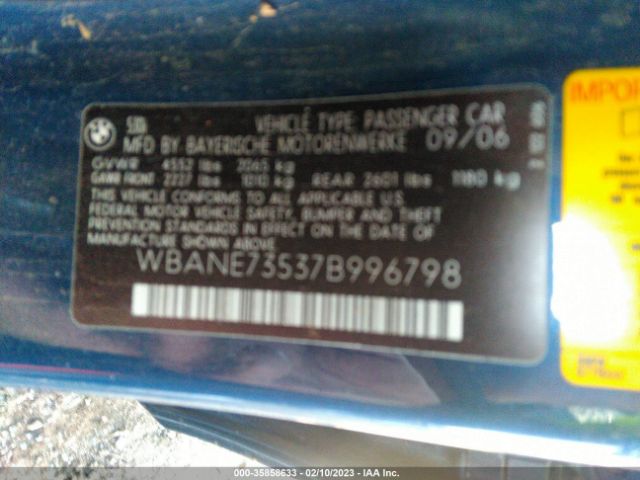 BMW
VEHICLE TYPE: PASSENGER CAR
MFD BY: BAYERISCHE MOTORENWERKE 09/06
GVWR 4552 lbs 2065 kg
GAWR FRONT 2227 lbs 1010 kg REAR 2601 lbs 1180 kg
THIS VEHICLE CONFORMS TO ALL APPLICABLE U.S.
FEDERAL MOTOR VEHICLE SAFETY, BUMPER AND THEFT
PREVENTION STANDARDS IN EFFECT ON THE DATE OF
MANUFACTURE SHOWN ABOVE
WBANE73537B996798
IMPOR
000-35858633 - 02/10/2023 - IAA Inc.